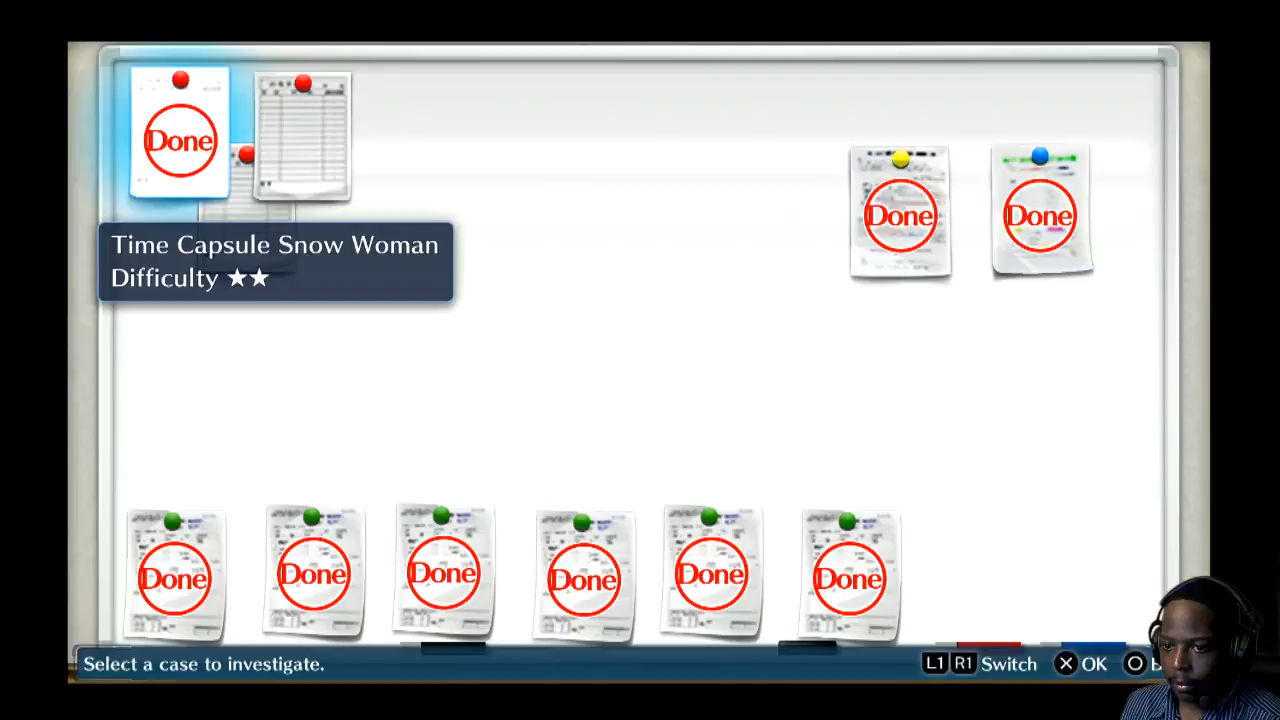 Done
Done
Done
Time Capsule Snow Woman
Difficulty ★★
Done
Done
Done
Done
Done
Done
Select a case to investigate.
L1 R1 Switch
OK